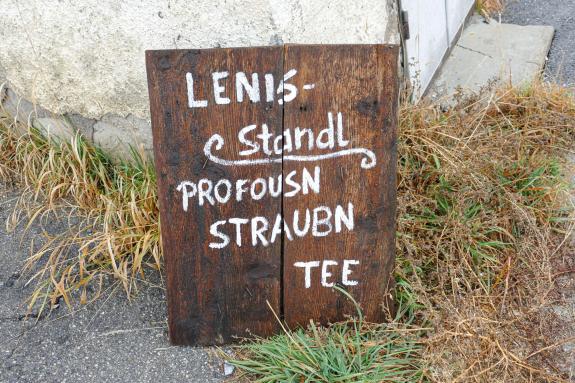 LENIS-
Standl
PROFOUSN
STRAUBN
TEE